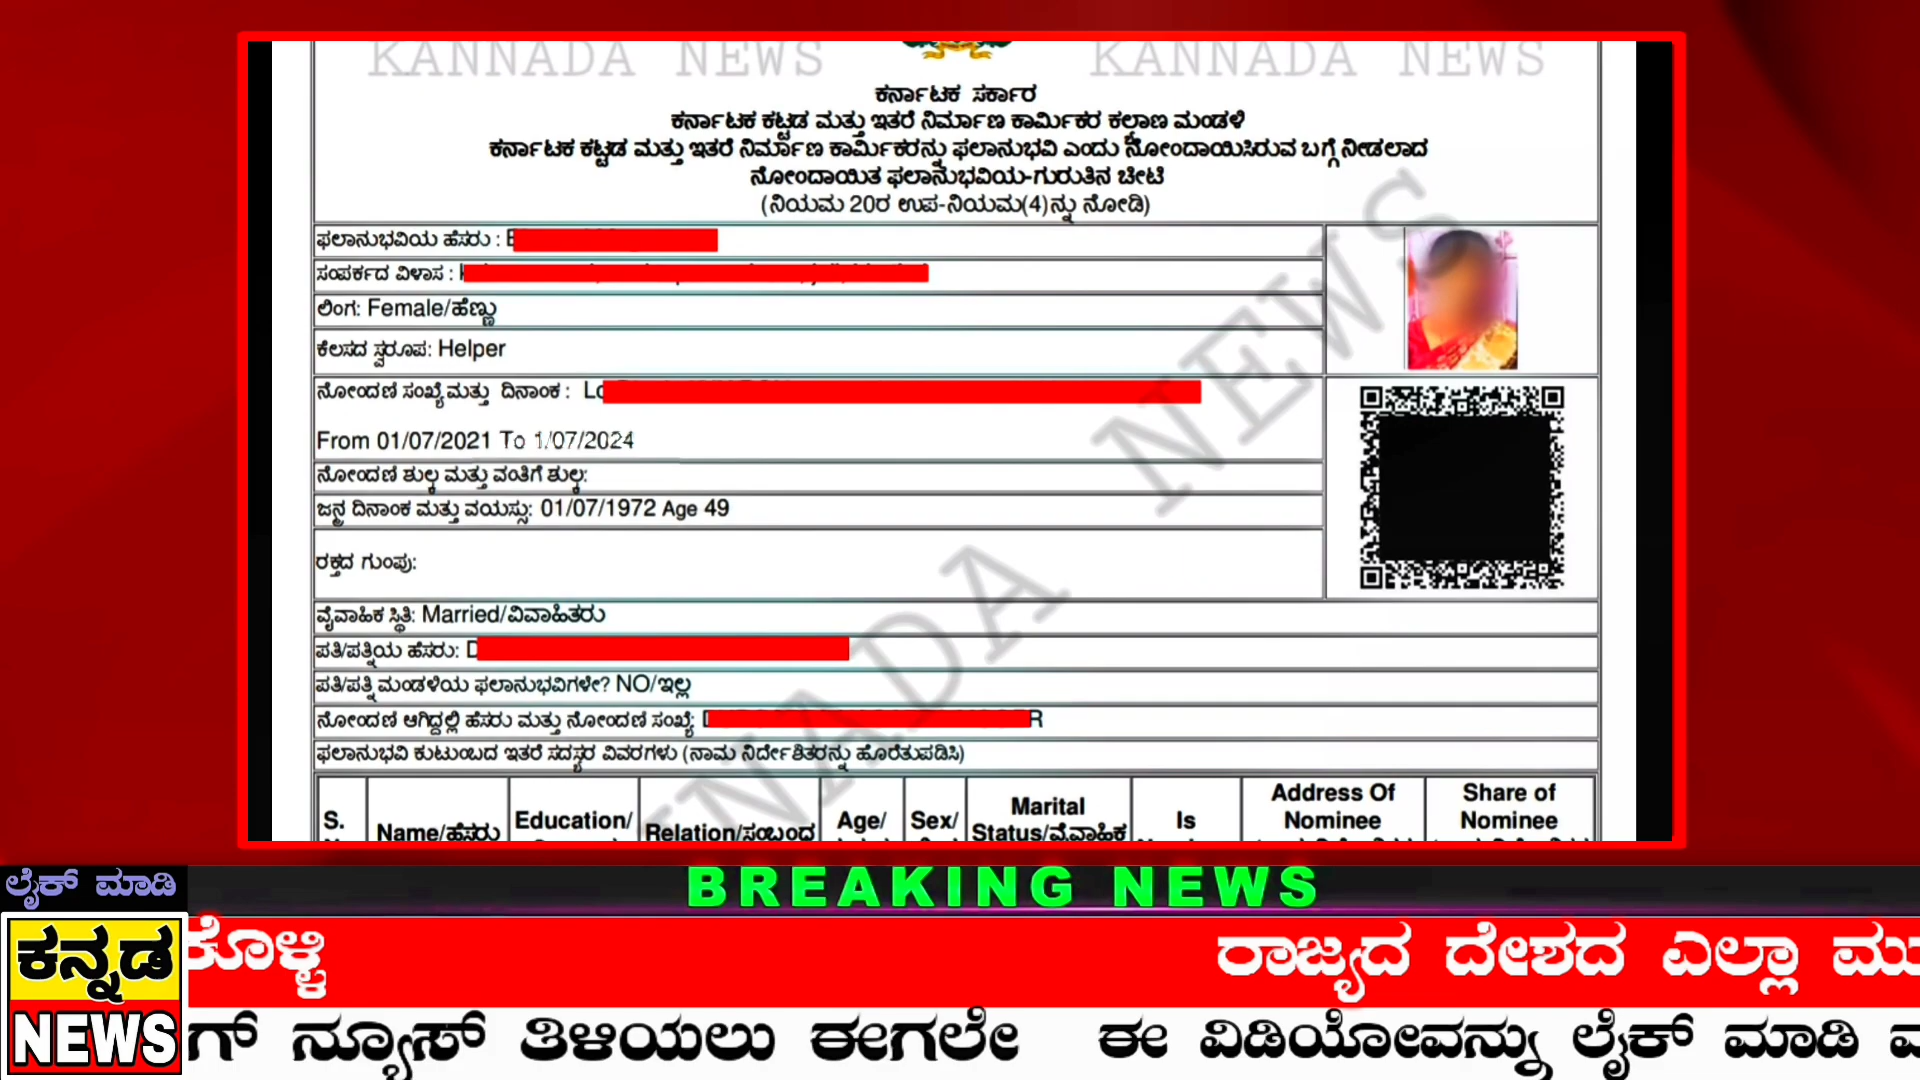 KANNADA NEWS KANNADA NEWS
ಕರ್ನಾಟಕ ಸರ್ಕಾರ
ಕರ್ನಾಟಕ ಕಟ್ಟಡ ಮತ್ತು ಇತರೆ ನಿರ್ಮಾಣ ಕಾರ್ಮಿಕರ ಕಲ್ಯಾಣ ಮಂಡಳಿ
ಕರ್ನಾಟಕ ಕಟ್ಟಡ ಮತ್ತು ಇತರೆ ನಿರ್ಮಾಣ ಕಾರ್ಮಿಕರನ್ನು ಫಲಾನುಭವಿ ಎಂದು ನೋಂದಾಯಿಸಿರುವ ಬಗ್ಗೆ ನೀಡಲಾದ
ನೋಂದಾಯಿತ ಫಲಾನುಭವಿಯ-ಗುರುತಿನ ಚೀಟಿ
(ನಿಯಮ 20ರ ಉಪ-ನಿಯಮ(4)ನ್ನು ನೋಡಿ)
ಫಲಾನುಭವಿಯ ಹೆಸರು :
ಸಂಪರ್ಕದ ವಿಳಾಸ :
ಲಿಂಗ: Female/ಹೆಣ್ಣು
ಕೆಲಸದ ಸ್ವರೂಪ: Helper
ನೋಂದಣಿ ಸಂಖ್ಯೆ ಮತ್ತು ದಿನಾಂಕ :
From 01/07/2021 To 1/07/2024
ನೋಂದಣಿ ಶುಲ್ಕ ಮತ್ತು ವಂತಿಗೆ ಶುಲ್ಕ:
ಜನ್ಮ ದಿನಾಂಕ ಮತ್ತು ವಯಸ್ಸು: 01/07/1972 Age 49
ರಕ್ತದ ಗುಂಪು:
ವೈವಾಹಿಕ ಸ್ಥಿತಿ: Married/ವಿವಾಹಿತರು
ಪತಿ/ಪತ್ನಿಯ ಹೆಸರು: D
ಪತಿ/ಪತ್ನಿ ಮಂಡಳಿಯ ಫಲಾನುಭವಿಗಳೇ? NO/ಇಲ್ಲ
ನೋಂದಣಿ ಆಗಿದ್ದಲ್ಲಿ ಹೆಸರು ಮತ್ತು ನೋಂದಣಿ ಸಂಖ್ಯೆ: R
ಫಲಾನುಭವಿ ಕುಟುಂಬದ ಇತರೆ ಸದಸ್ಯರ ವಿವರಗಳು (ನಾಮ ನಿರ್ದೇಶಿತರನ್ನು ಹೊರೆತುಪಡಿಸಿ)
S. Name/ಹೆಸರು Education/ Relation/ಸಂಬಂದ Age/ Sex/ Marital Status/ವೈವಾಹಿಕ Is Address Of Nominee Share of Nominee
ಲೈಕ್ ಮಾಡಿ
BREAKING NEWS
ಕನ್ನಡ
NEWS
ಕೊಳ್ಳಿ ರಾಜ್ಯದ ದೇಶದ ಎಲ್ಲಾ ಮು
ಗ್ ನ್ಯೂಸ್ ತಿಳಿಯಲು ಈಗಲೇ ಈ ವಿಡಿಯೋವನ್ನು ಲೈಕ್ ಮಾಡಿ